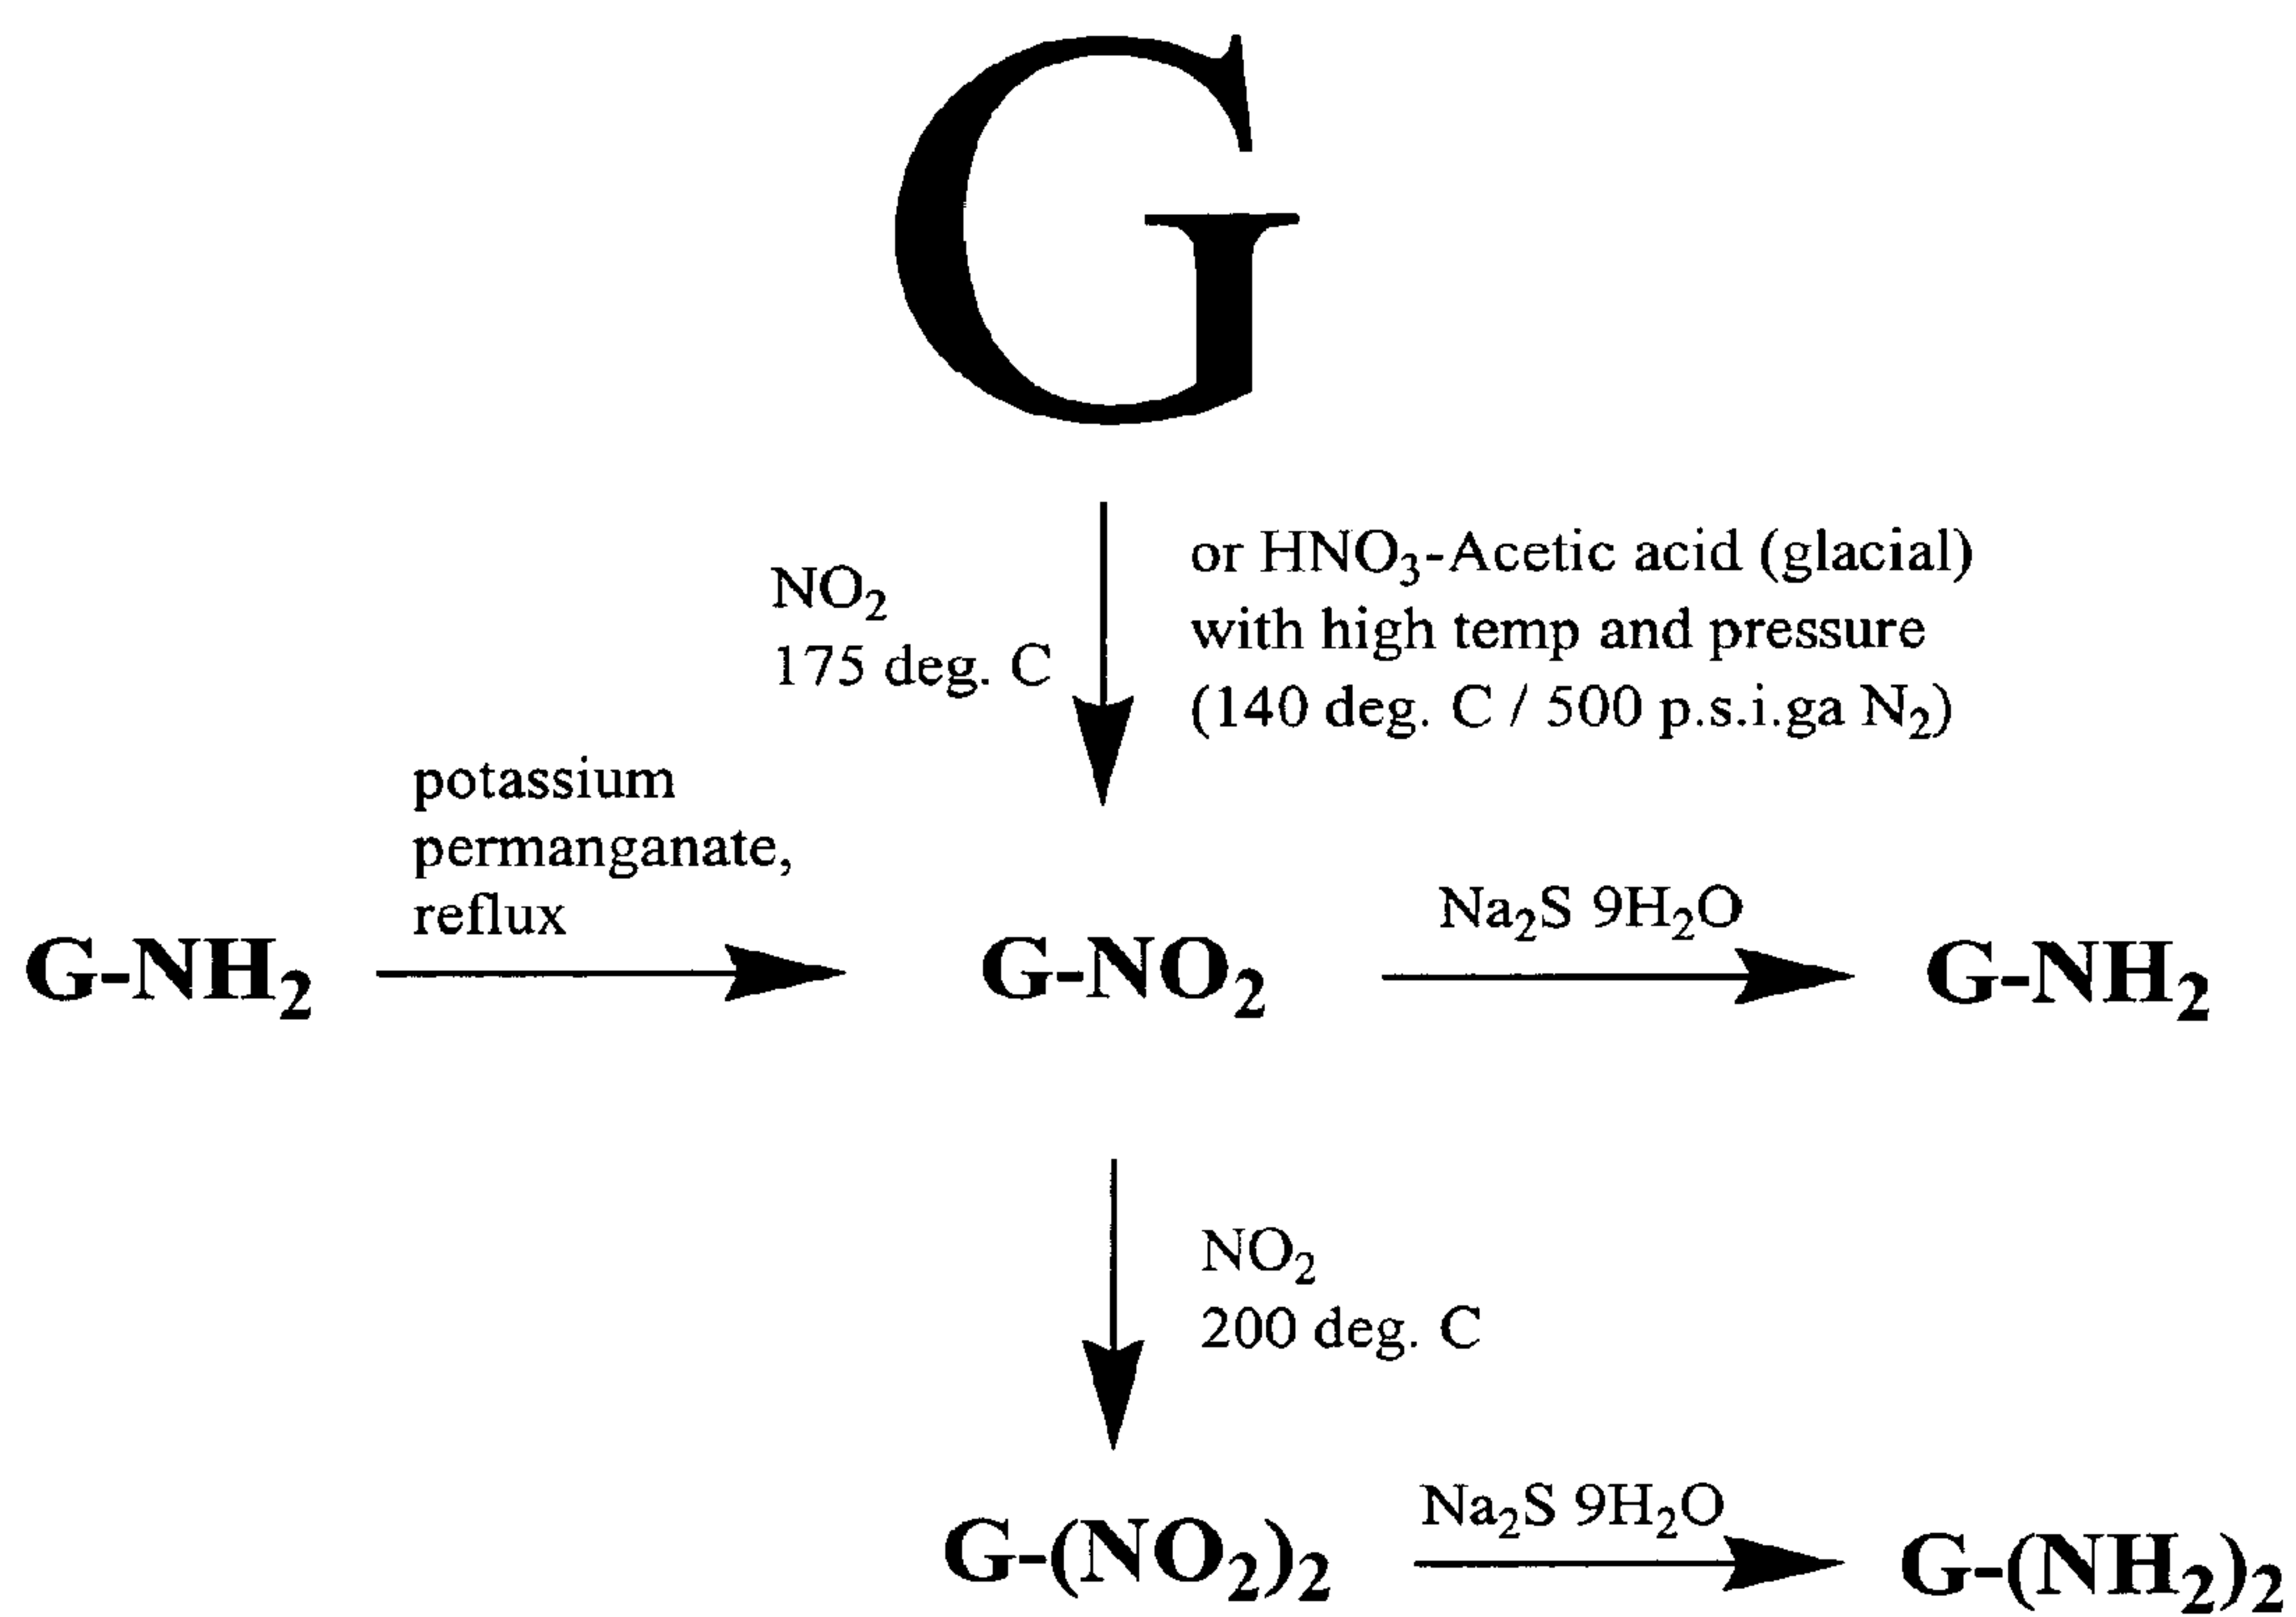 G
NO₂
175 deg. C
or HNO₃-Acetic acid (glacial)
with high temp and pressure
(140 deg. C / 500 p.s.i.ga N₂)
potassium
permanganate,
reflux
G-NH₂
G-NO₂
Na₂S 9H₂O
G-NH₂
NO₂
200 deg. C
G-(NO₂)₂
Na₂S 9H₂O
G-(NH₂)₂